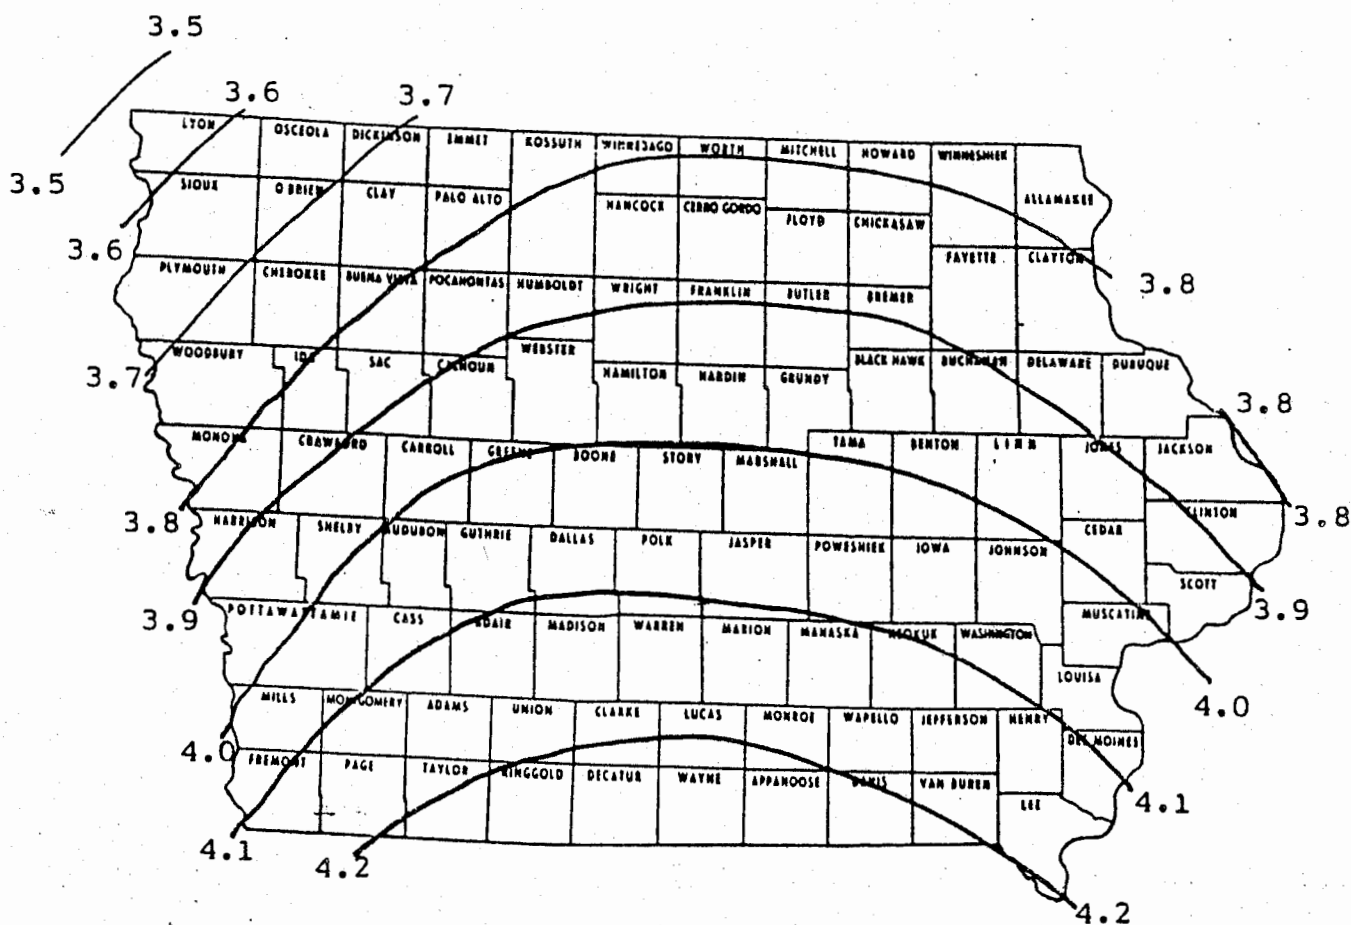 3.5
3.6
3.7
LYON OSCEOLA DICKINSON EMMET KOSSUTH WINNEBAGO WORTH MITCHELL HOWARD WINNESHIEK
ALLAMAKEE
3.5
SIOUX O'BRIEN CLAY PALO ALTO HANCOCK CERRO GORDO FLOYD CHICKASAW
3.6
FAYETTE CLAYTON
PLYMOUTH CHEROKEE BUENA VISTA POCAHONTAS HUMBOLDT WRIGHT FRANKLIN BUTLER BREMER
3.8
3.7
WOODBURY IDA SAC CALHOUN WEBSTER HAMILTON HARDIN GRUNDY BLACK HAWK BUCHANAN DELAWARE DUBUQUE
3.8
MONONA CRAWFORD CARROLL GREENE BOONE STORY MARSHALL TAMA BENTON LINN JONES JACKSON
3.8
HARRISON SHELBY AUDUBON GUTHRIE DALLAS POLK JASPER POWESHIEK IOWA JOHNSON CEDAR CLINTON
3.8
SCOTT
3.9
POTTAWATTAMIE CASS ADAIR MADISON WARREN MARION MAHASKA KEOKUK WASHINGTON MUSCATINE
3.9
LOUISA
MILLS MONTGOMERY ADAMS UNION CLARKE LUCAS MONROE WAPELLO JEFFERSON HENRY
4.0
DES MOINES
4.0
FREMONT PAGE TAYLOR RINGGOLD DECATUR WAYNE APPANOOSE DAVIS VAN BUREN LEE
4.1
4.1
4.2
4.2